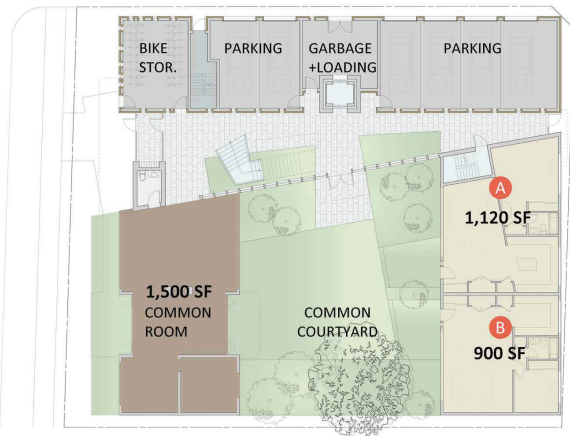 BIKE
STOR.
PARKING
GARBAGE
+LOADING
PARKING
A
1,120 SF
1,500 SF
COMMON
ROOM
COMMON
COURTYARD
B
900 SF